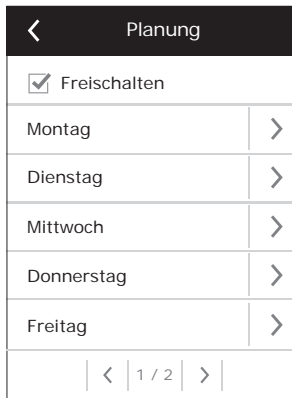 Planung
Freischalten
Montag
Dienstag
Mittwoch
Donnerstag
Freitag
1 / 2